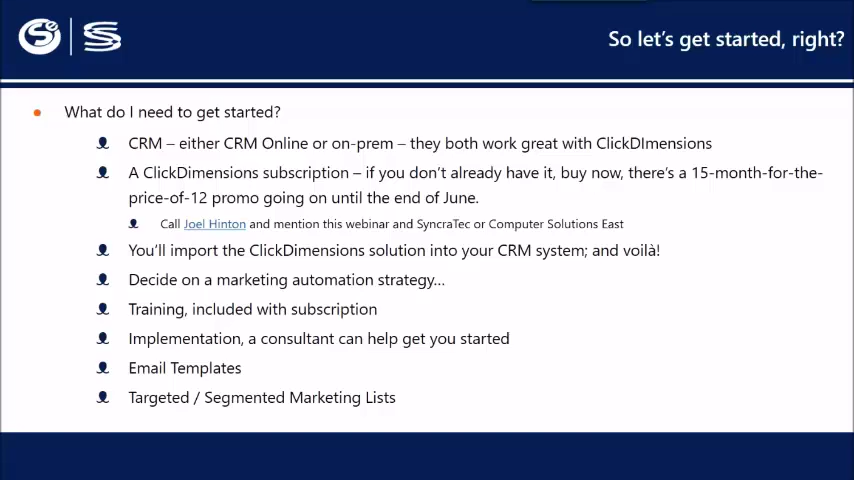 So let's get started, right?
What do I need to get started?
CRM – either CRM Online or on-prem – they both work great with ClickDImensions
A ClickDimensions subscription – if you don't already have it, buy now, there's a 15-month-for-the-
price-of-12 promo going on until the end of June.
Call Joel Hinton and mention this webinar and SyncraTec or Computer Solutions East
You'll import the ClickDimensions solution into your CRM system; and voilà!
Decide on a marketing automation strategy...
Training, included with subscription
Implementation, a consultant can help get you started
Email Templates
Targeted / Segmented Marketing Lists